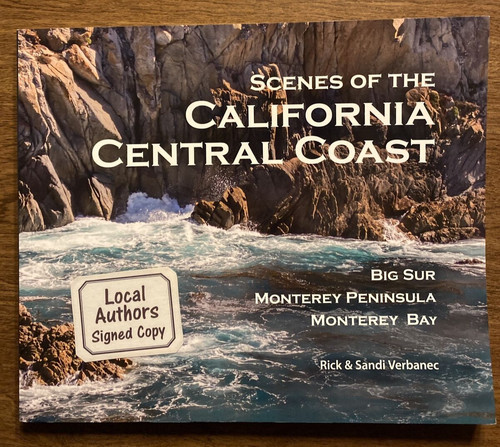 Scenes of the
California
Central Coast
Big Sur
Monterey Peninsula
Monterey Bay
Local
Authors
Signed Copy
Rick & Sandi Verbanec